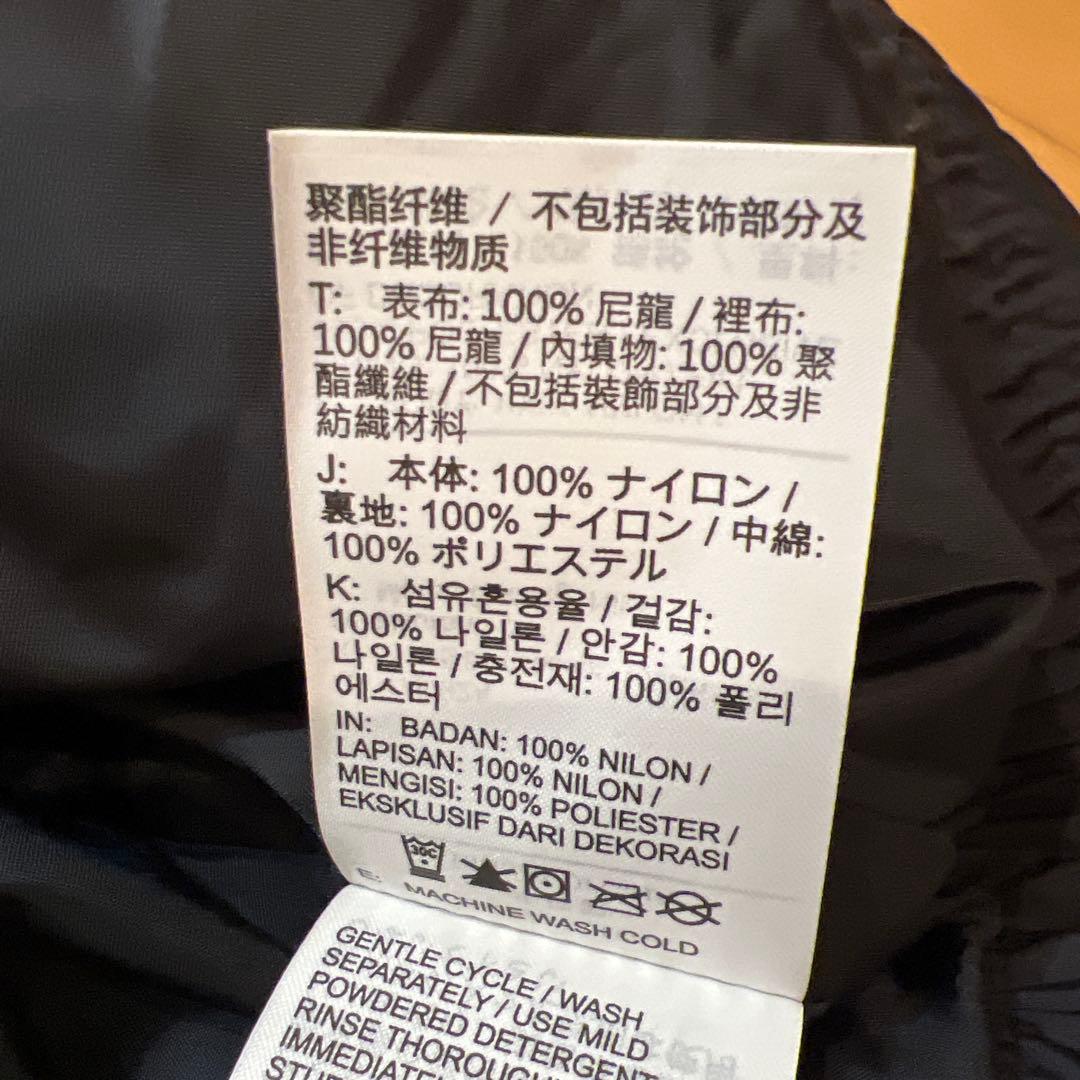 聚酯纤维 / 不包括装饰部分及
非纤维物质
T: 表布: 100% 尼龍 / 裡布:
100% 尼龍 / 內填物: 100% 聚
酯纖維 / 不包括裝飾部分及非
紡織材料
J: 本体: 100% ナイロン /
裏地: 100% ナイロン / 中綿:
100% ポリエステル
K: 섬유혼용율 / 겉감:
100% 나일론 / 안감: 100%
나일론 / 충전재: 100% 폴리
에스터
IN: BADAN: 100% NILON /
LAPISAN: 100% NILON /
MENGISI: 100% POLIESTER /
EKSKLUSIF DARI DEKORASI
30C
E: MACHINE WASH COLD
GENTLE CYCLE / WASH
SEPARATELY / USE MILD
POWDERED DETERGENT
RINSE THOROUGH
IMMEDIATE